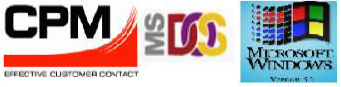 CPM
EFFECTIVE CUSTOMER CONTACT
MS
DOS
MICROSOFT
WINDOWS